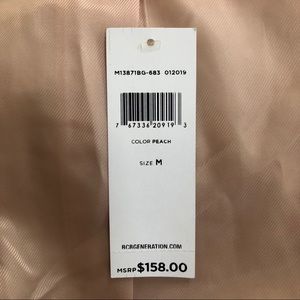 M13871BG-683 012019
7 67336 20919 3
COLOR PEACH
SIZE M
BCBGENERATION.COM
MSRP $158.00